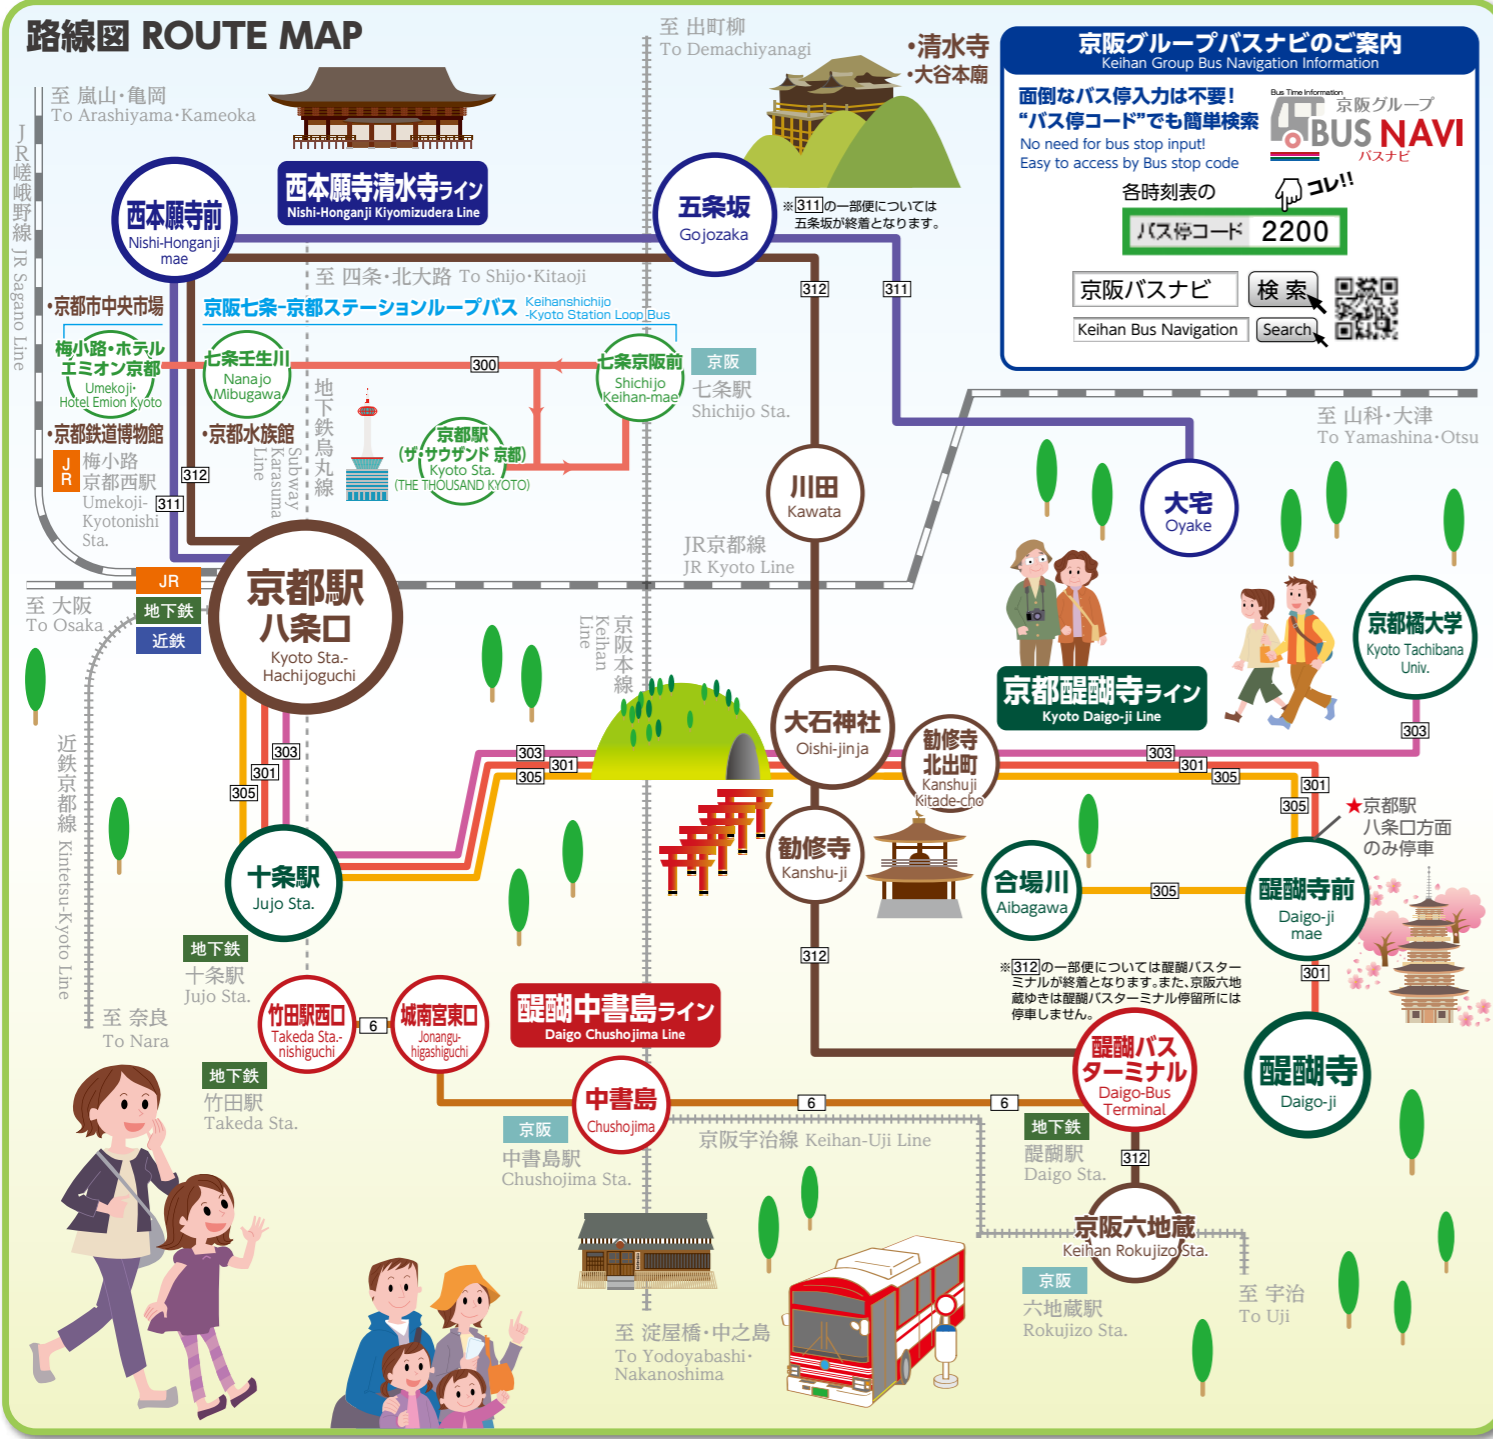 路線図 ROUTE MAP
至 出町柳
To Demachiyanagi
・清水寺
・大谷本廟
京阪グループバスナビのご案内
Keihan Group Bus Navigation Information
面倒なバス停入力は不要！
“バス停コード”でも簡単検索
No need for bus stop input!
Easy to access by Bus stop code
Bus Time Information
京阪グループ
BUS NAVI
バスナビ
各時刻表の
コレ!!
バス停コード 2200
京阪バスナビ
検 索
Keihan Bus Navigation
Search
至 嵐山・亀岡
To Arashiyama・Kameoka
JR嵯峨野線 JR Sagano Line
西本願寺清水寺ライン
Nishi-Honganji Kiyomizudera Line
西本願寺前
Nishi-Honganji
mae
五条坂
Gojozaka
※311の一部便については
五条坂が終着となります。
至 四条・北大路 To Shijo・Kitaoji
312
311
・京都市中央市場
京阪七条−京都ステーションループバス
Keihanshichijo
-Kyoto Station Loop Bus
梅小路・ホテル
エミオン京都
Umekoji・
Hotel Emion Kyoto
七条壬生川
Nanajo
Mibugawa
300
七条京阪前
Shichijo
Keihan-mae
京阪
七条駅
Shichijo Sta.
・京都鉄道博物館
・京都水族館
地下鉄烏丸線
Subway
Karasuma
Line
京都駅
(ザ・サウザンド 京都)
Kyoto Sta.
(THE THOUSAND KYOTO)
JR
梅小路
京都西駅
Umekoji-
Kyotonishi
Sta.
312
311
川田
Kawata
大宅
Oyake
至 山科・大津
To Yamashina・Otsu
JR京都線
JR Kyoto Line
至 大阪
To Osaka
JR
地下鉄
近鉄
京都駅
八条口
Kyoto Sta.-
Hachijoguchi
京阪本線
Keihan
Line
京都醍醐寺ライン
Kyoto Daigo-ji Line
京都橘大学
Kyoto Tachibana
Univ.
303
大石神社
Oishi-jinja
勧修寺
北出町
Kanshuji
Kitade-cho
303
301
305
303
301
305
303
301
305
301
305
近鉄京都線 Kintetsu-Kyoto Line
★京都駅
八条口方面
のみ停車
十条駅
Jujo Sta.
勧修寺
Kanshu-ji
合場川
Aibagawa
305
醍醐寺前
Daigo-ji
mae
地下鉄
十条駅
Jujo Sta.
312
※312の一部便については醍醐バスター
ミナルが終着となります。また、京阪六地
蔵ゆきは醍醐バスターミナル停留所には
停車しません。
301
至 奈良
To Nara
竹田駅西口
Takeda Sta.-
nishiguchi
6
城南宮東口
Jonangu-
higashiguchi
醍醐中書島ライン
Daigo Chushojima Line
地下鉄
竹田駅
Takeda Sta.
中書島
Chushojima
6
6
醍醐バス
ターミナル
Daigo-Bus
Terminal
醍醐寺
Daigo-ji
京阪
中書島駅
Chushojima Sta.
京阪宇治線 Keihan-Uji Line
地下鉄
醍醐駅
Daigo Sta.
312
京阪六地蔵
Keihan Rokujizo Sta.
京阪
六地蔵駅
Rokujizo Sta.
至 宇治
To Uji
至 淀屋橋・中之島
To Yodoyabashi・
Nakanoshima